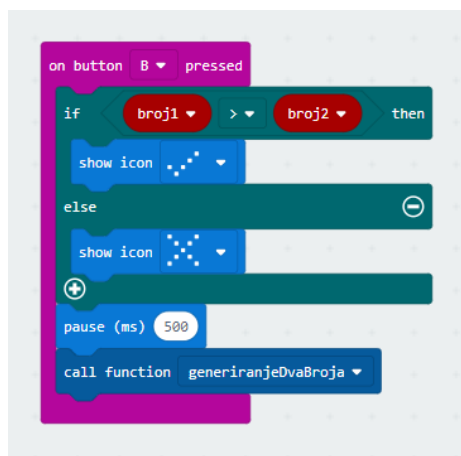 on button B pressed
if broj1 > broj2 then
show icon
else
show icon
pause (ms) 500
call function generiranjeDvaBroja